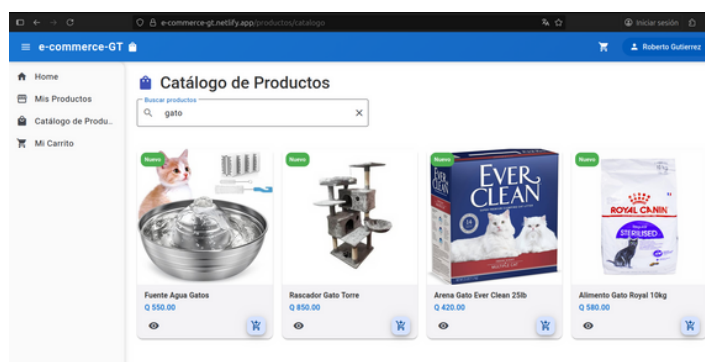 e-commerce-gt.netlify.app/productos/catalogo
Iniciar sesión
e-commerce-GT
Roberto Gutierrez
Home
Mis Productos
Catálogo de Produ..
Mi Carrito
Catálogo de Productos
Buscar productos
gato
Nuevo
Nuevo
Nuevo
Nuevo
EVER
CLEAN
ROYAL CANIN
STERILISED
Fuente Agua Gatos
Q 550.00
Rascador Gato Torre
Q 850.00
Arena Gato Ever Clean 25lb
Q 420.00
Alimento Gato Royal 10kg
Q 580.00